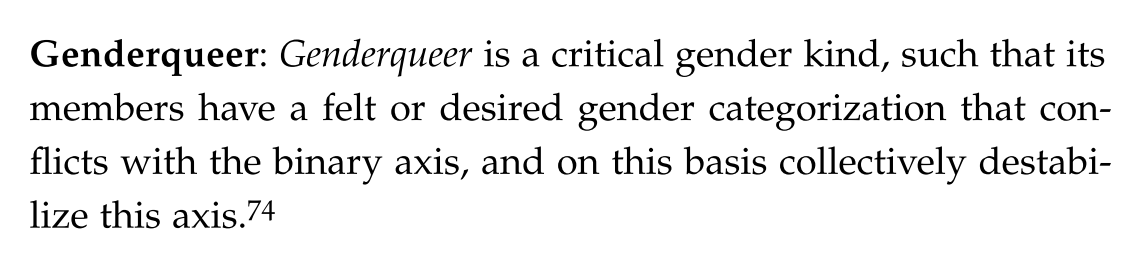 Genderqueer: Genderqueer is a critical gender kind, such that its
members have a felt or desired gender categorization that con-
flicts with the binary axis, and on this basis collectively destabi-
lize this axis.74